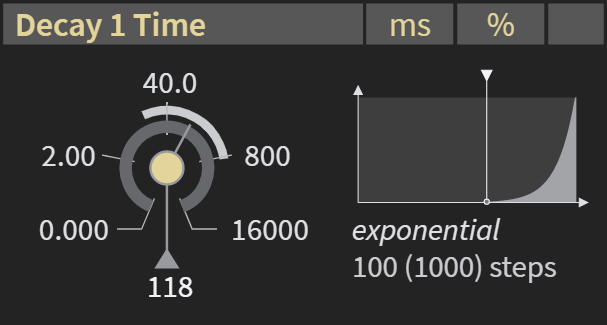 Decay 1 Time ms %
40.0
2.00 800
0.000 16000
118
exponential
100 (1000) steps